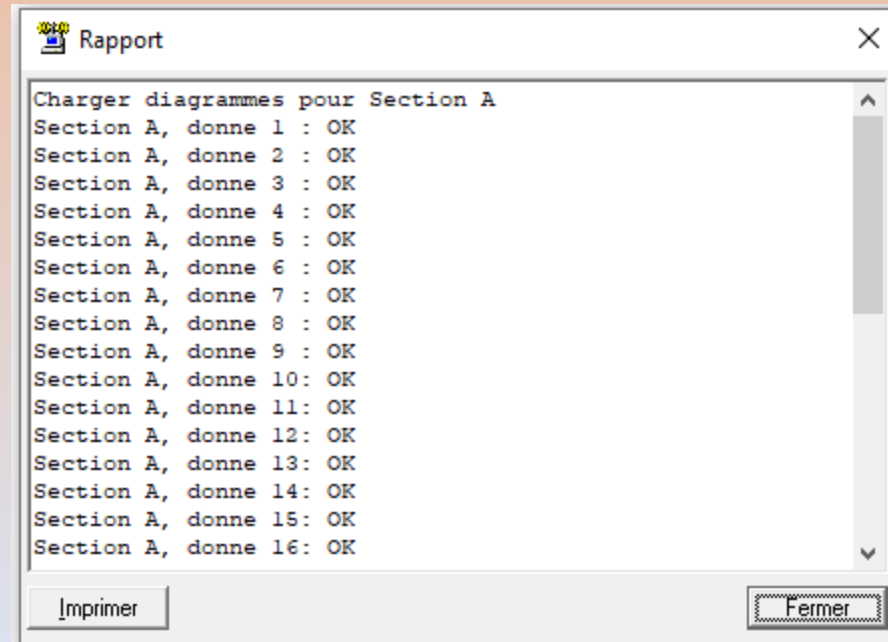 Rapport
Charger diagrammes pour Section A
Section A, donne 1 : OK
Section A, donne 2 : OK
Section A, donne 3 : OK
Section A, donne 4 : OK
Section A, donne 5 : OK
Section A, donne 6 : OK
Section A, donne 7 : OK
Section A, donne 8 : OK
Section A, donne 9 : OK
Section A, donne 10: OK
Section A, donne 11: OK
Section A, donne 12: OK
Section A, donne 13: OK
Section A, donne 14: OK
Section A, donne 15: OK
Section A, donne 16: OK
Imprimer
Fermer